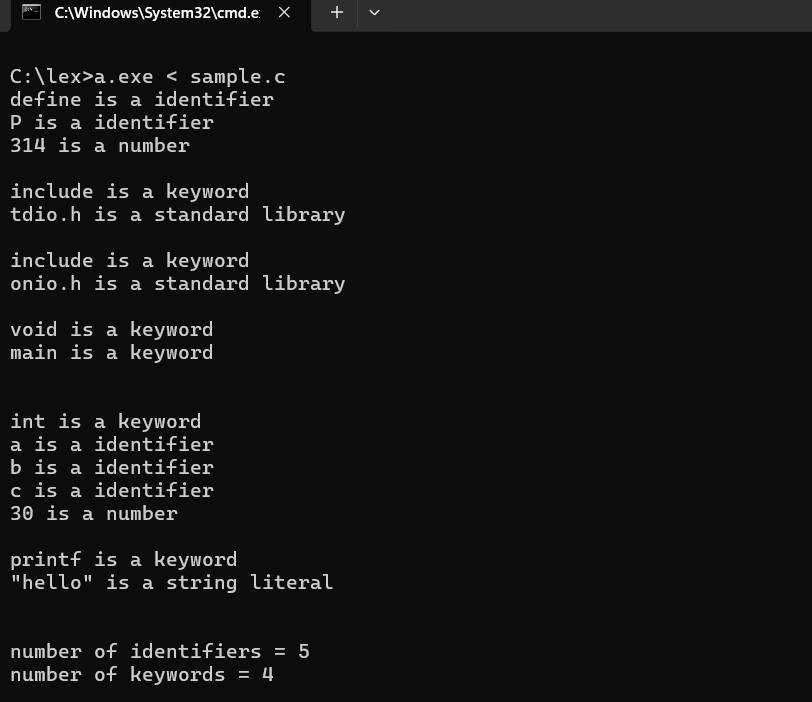 C:\Windows\System32\cmd.e
C:\lex>a.exe < sample.c
define is a identifier
P is a identifier
314 is a number
include is a keyword
tdio.h is a standard library
include is a keyword
onio.h is a standard library
void is a keyword
main is a keyword
int is a keyword
a is a identifier
b is a identifier
c is a identifier
30 is a number
printf is a keyword
"hello" is a string literal
number of identifiers = 5
number of keywords = 4